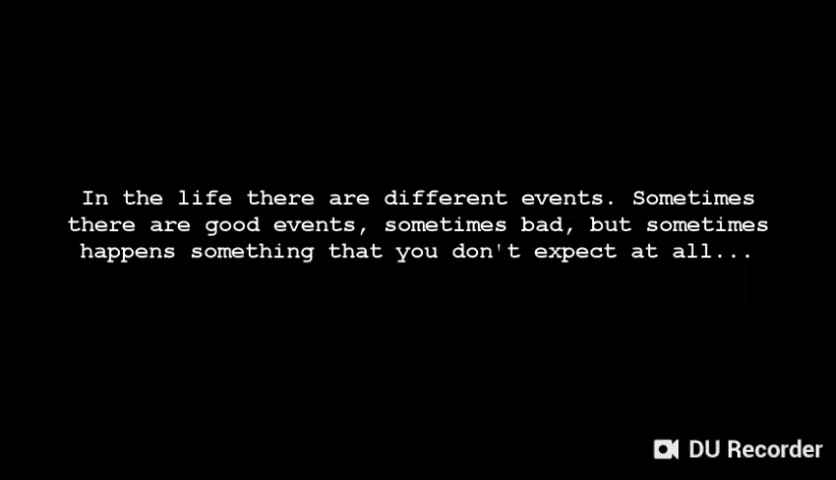 In the life there are different events. Sometimes
there are good events, sometimes bad, but sometimes
happens something that you don't expect at all...
DU Recorder